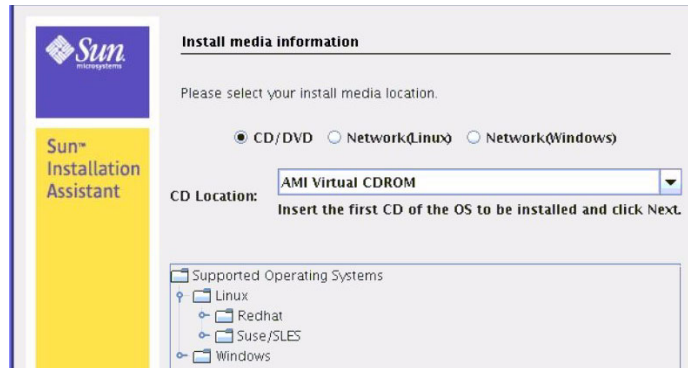 Sun
microsystems
Sun™
Installation
Assistant
Install media information
Please select your install media location.
CD/DVD Network(Linux) Network(Windows)
CD Location: AMI Virtual CDROM
Insert the first CD of the OS to be installed and click Next.
Supported Operating Systems
Linux
Redhat
Suse/SLES
Windows